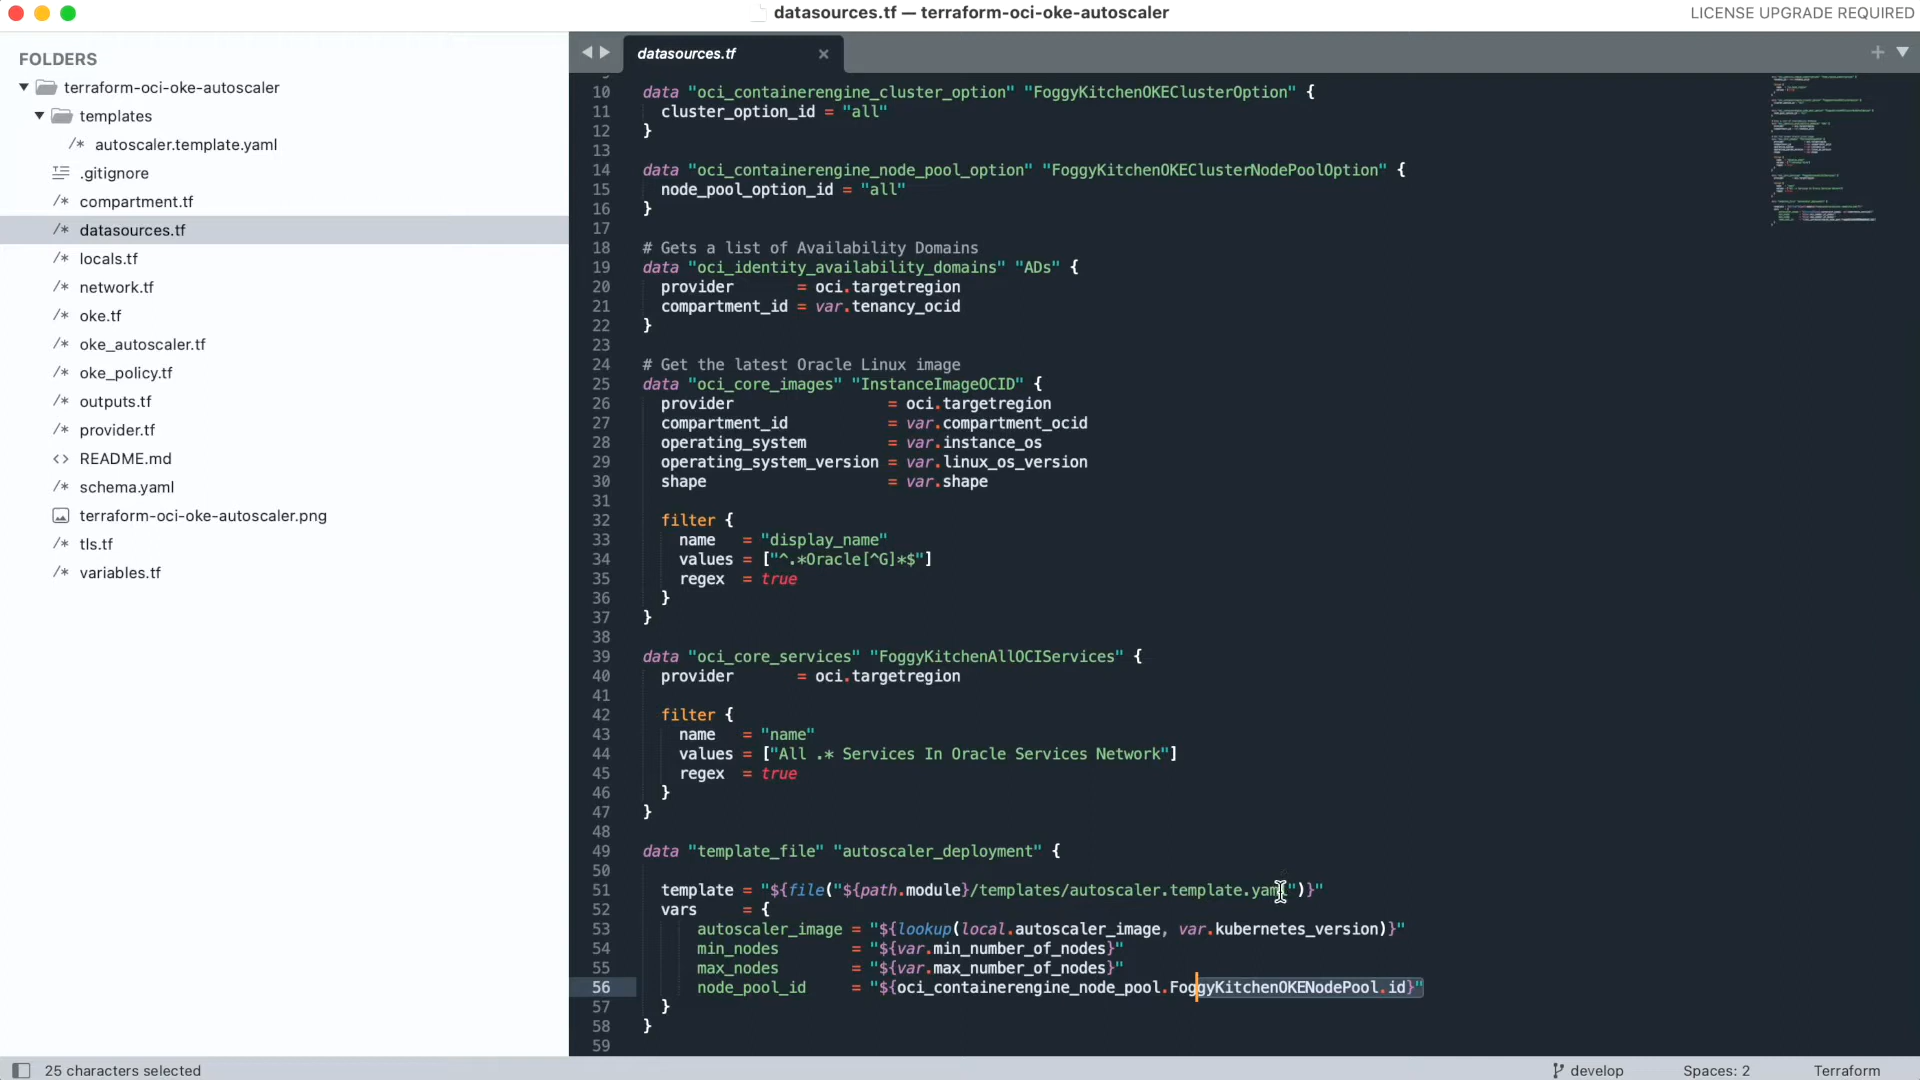 datasources.tf — terraform-oci-oke-autoscaler
LICENSE UPGRADE REQUIRED
FOLDERS
terraform-oci-oke-autoscaler
templates
/* autoscaler.template.yaml
.gitignore
/* compartment.tf
/* datasources.tf
/* locals.tf
/* network.tf
/* oke.tf
/* oke_autoscaler.tf
/* oke_policy.tf
/* outputs.tf
/* provider.tf
<> README.md
/* schema.yaml
terraform-oci-oke-autoscaler.png
/* tls.tf
/* variables.tf
datasources.tf
10 data "oci_containerengine_cluster_option" "FoggyKitchenOKEClusterOption" {
11 cluster_option_id = "all"
12 }
13
14 data "oci_containerengine_node_pool_option" "FoggyKitchenOKEClusterNodePoolOption" {
15 node_pool_option_id = "all"
16 }
17
18 # Gets a list of Availability Domains
19 data "oci_identity_availability_domains" "ADs" {
20 provider = oci.targetregion
21 compartment_id = var.tenancy_ocid
22 }
23
24 # Get the latest Oracle Linux image
25 data "oci_core_images" "InstanceImageOCID" {
26 provider = oci.targetregion
27 compartment_id = var.compartment_ocid
28 operating_system = var.instance_os
29 operating_system_version = var.linux_os_version
30 shape = var.shape
31
32 filter {
33 name = "display_name"
34 values = ["^.*Oracle[^G]*$"]
35 regex = true
36 }
37 }
38
39 data "oci_core_services" "FoggyKitchenAllOCIServices" {
40 provider = oci.targetregion
41
42 filter {
43 name = "name"
44 values = ["All .* Services In Oracle Services Network"]
45 regex = true
46 }
47 }
48
49 data "template_file" "autoscaler_deployment" {
50
51 template = "${file("${path.module}/templates/autoscaler.template.yaml")}"
52 vars = {
53 autoscaler_image = "${lookup(local.autoscaler_image, var.kubernetes_version)}"
54 min_nodes = "${var.min_number_of_nodes}"
55 max_nodes = "${var.max_number_of_nodes}"
56 node_pool_id = "${oci_containerengine_node_pool.FoggyKitchenOKENodePool.id}"
57 }
58 }
59
25 characters selected
develop
Spaces: 2
Terraform